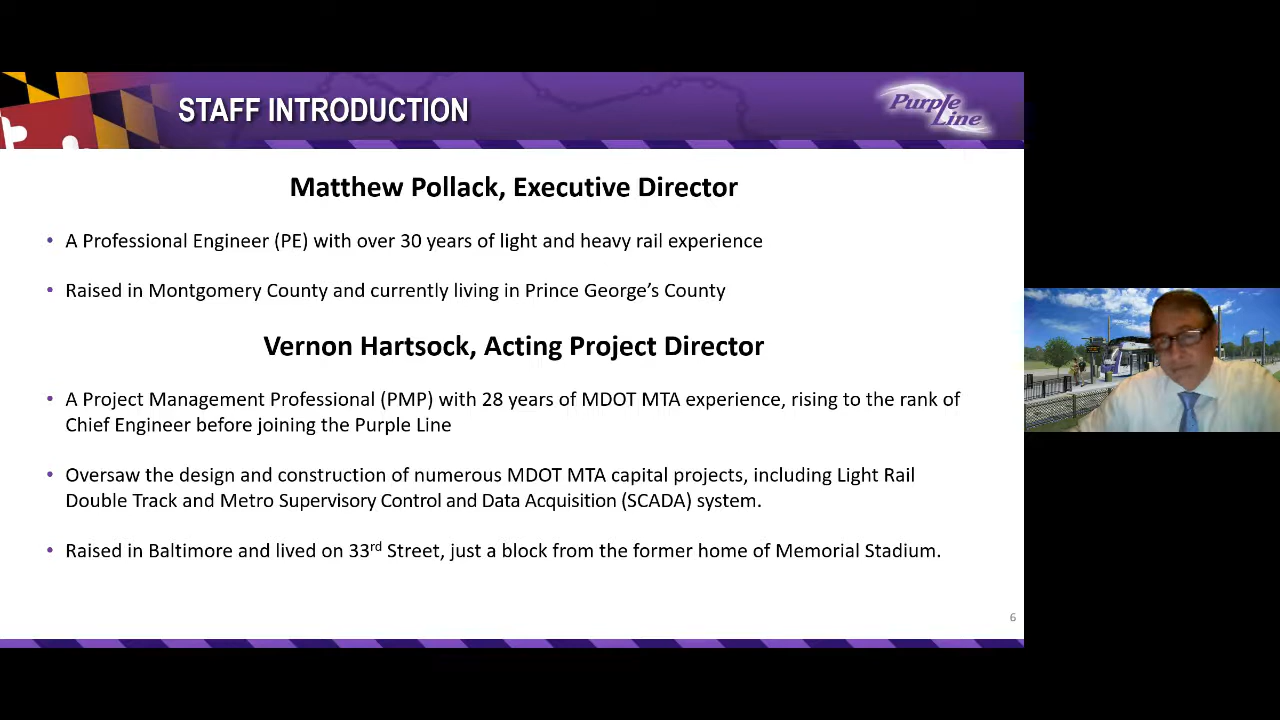 STAFF INTRODUCTION
Purple
Line
Matthew Pollack, Executive Director
• A Professional Engineer (PE) with over 30 years of light and heavy rail experience
• Raised in Montgomery County and currently living in Prince George’s County
Vernon Hartsock, Acting Project Director
• A Project Management Professional (PMP) with 28 years of MDOT MTA experience, rising to the rank of
Chief Engineer before joining the Purple Line
• Oversaw the design and construction of numerous MDOT MTA capital projects, including Light Rail
Double Track and Metro Supervisory Control and Data Acquisition (SCADA) system.
• Raised in Baltimore and lived on 33rd Street, just a block from the former home of Memorial Stadium.
6